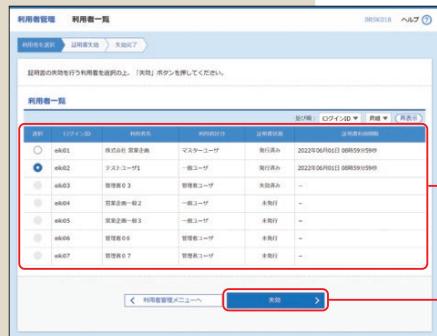 利用者管理 利用者一覧 BRSK018 ヘルプ ?
利用者を選択 証明書失効 失効完了
証明書の失効を行う利用者を選択の上、「失効」ボタンを押してください。
利用者一覧
並び順： ログインID ▼ 昇順 ▼ 再表示
選択 ログインID 利用者名 利用者区分 証明書状態 証明書有効期限
eiki01 株式会社 営業企画 マスターユーザ 発行済み 2022年06月01日 08時59分59秒
eiki02 テストユーザ1 一般ユーザ 発行済み 2022年06月01日 08時59分59秒
eiki03 管理者03 管理者ユーザ 失効済み -
eiki04 営業企画一般2 一般ユーザ 未発行 -
eiki05 営業企画一般3 一般ユーザ 未発行 -
eiki06 管理者06 管理者ユーザ 未発行 -
eiki07 管理者07 管理者ユーザ 未発行 -
利用者管理メニューへ 失効